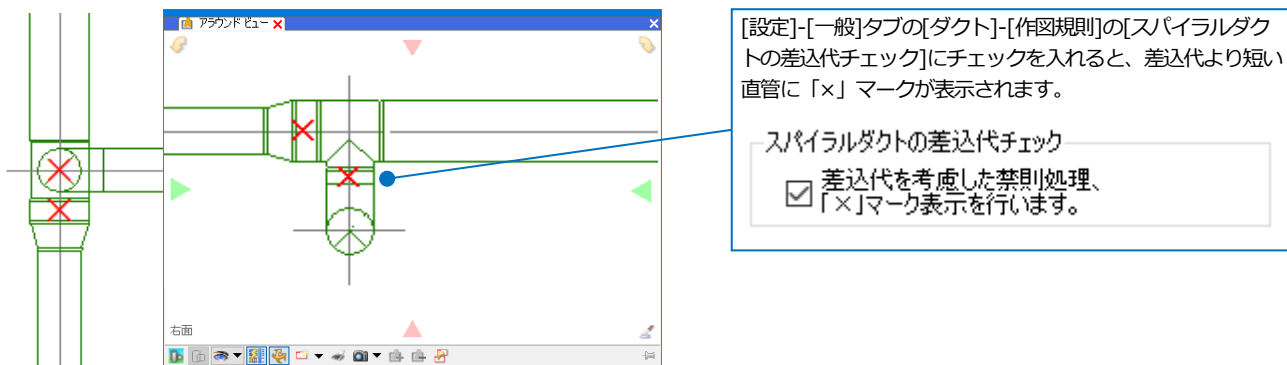 アラウンド ビュー
右面
[設定]-[一般]タブの[ダクト]-[作図規則]の[スパイラルダク
トの差込代チェック]にチェックを入れると、差込代より短い
直管に「×」マークが表示されます。
スパイラルダクトの差込代チェック
差込代を考慮した禁則処理、
「×」マーク表示を行います。